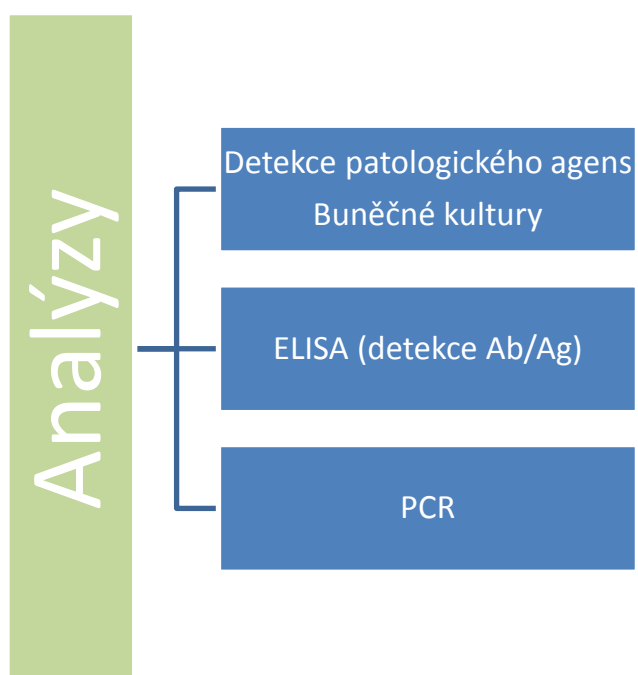 Analýzy
Detekce patologického agens
Buněčné kultury
ELISA (detekce Ab/Ag)
PCR